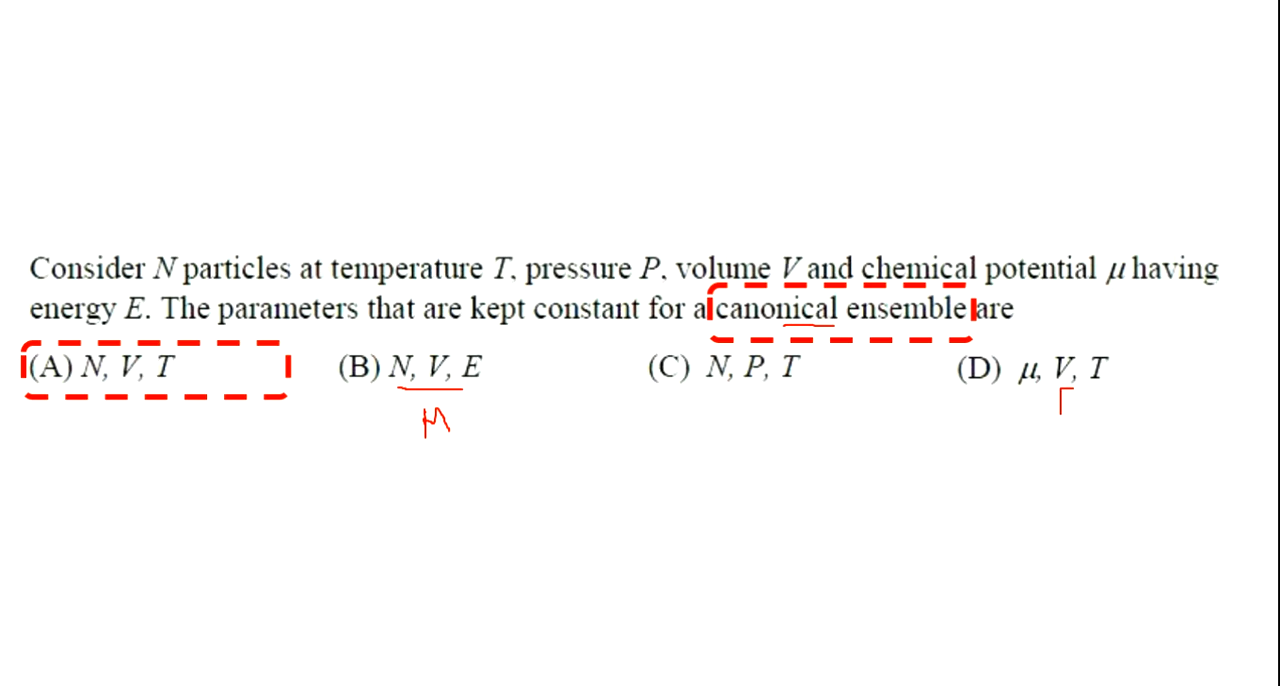 Consider N particles at temperature T, pressure P, volume V and chemical potential μ having
energy E. The parameters that are kept constant for a canonical ensemble are
(A) N, V, T (B) N, V, E (C) N, P, T (D) μ, V, T
M